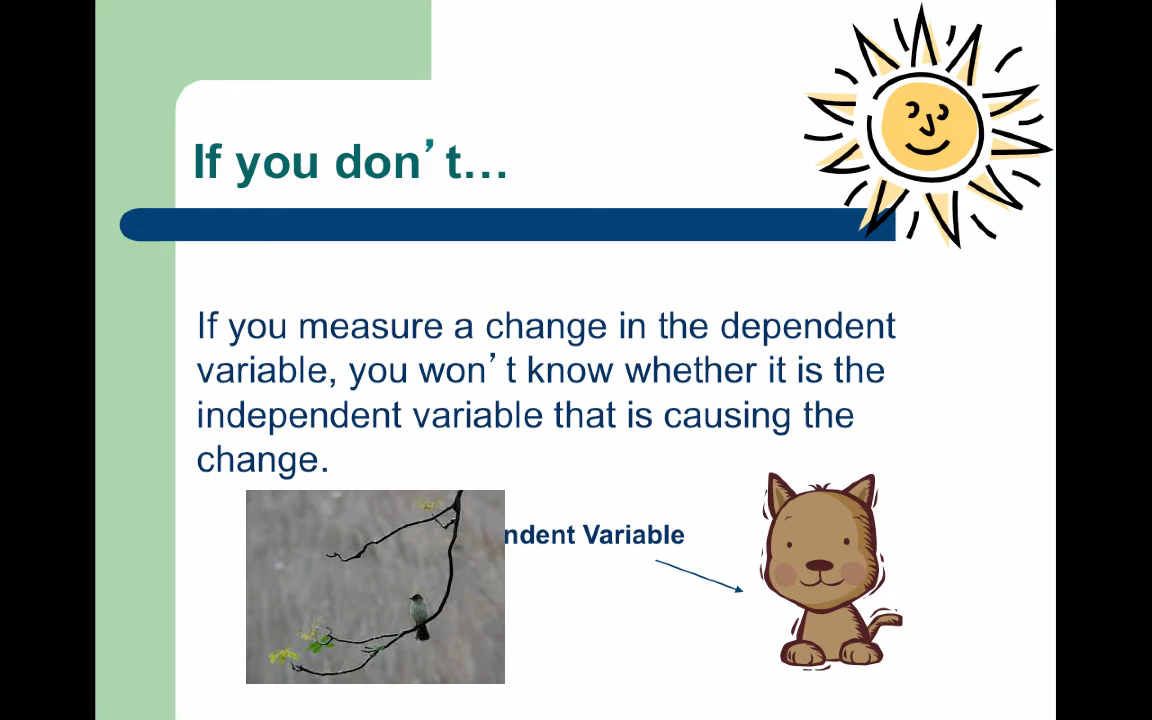 If you don’t…
If you measure a change in the dependent
variable, you won’t know whether it is the
independent variable that is causing the
change.
Variable